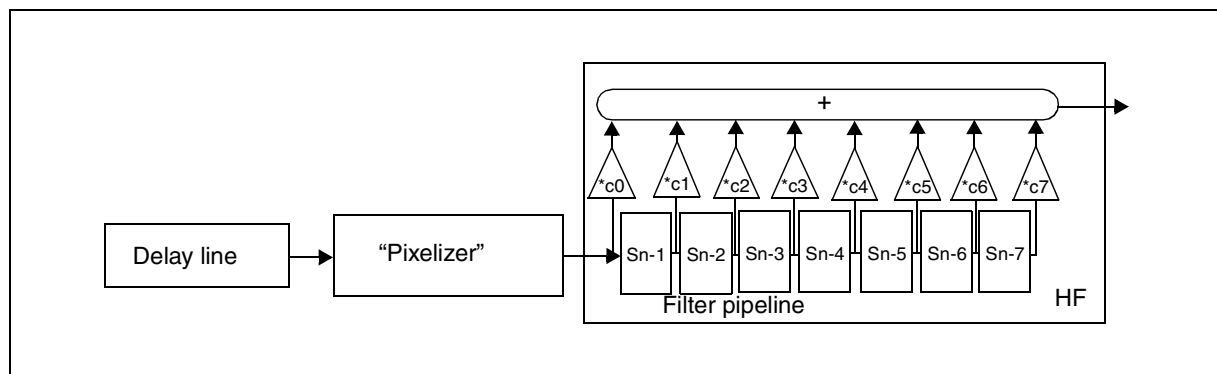 +
*c0 *c1 *c2 *c3 *c4 *c5 *c6 *c7
Delay line
“Pixelizer”
Sn-1 Sn-2 Sn-3 Sn-4 Sn-5 Sn-6 Sn-7
Filter pipeline
HF